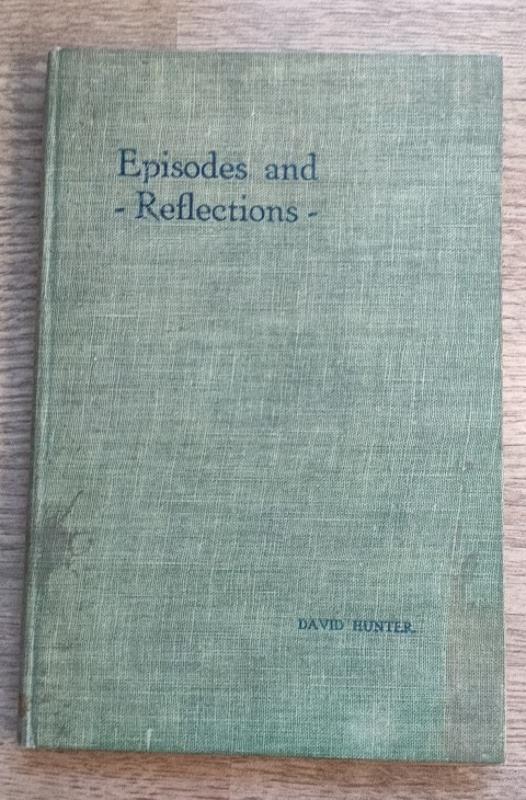 Episodes and
- Reflections -
DAVID HUNTER.